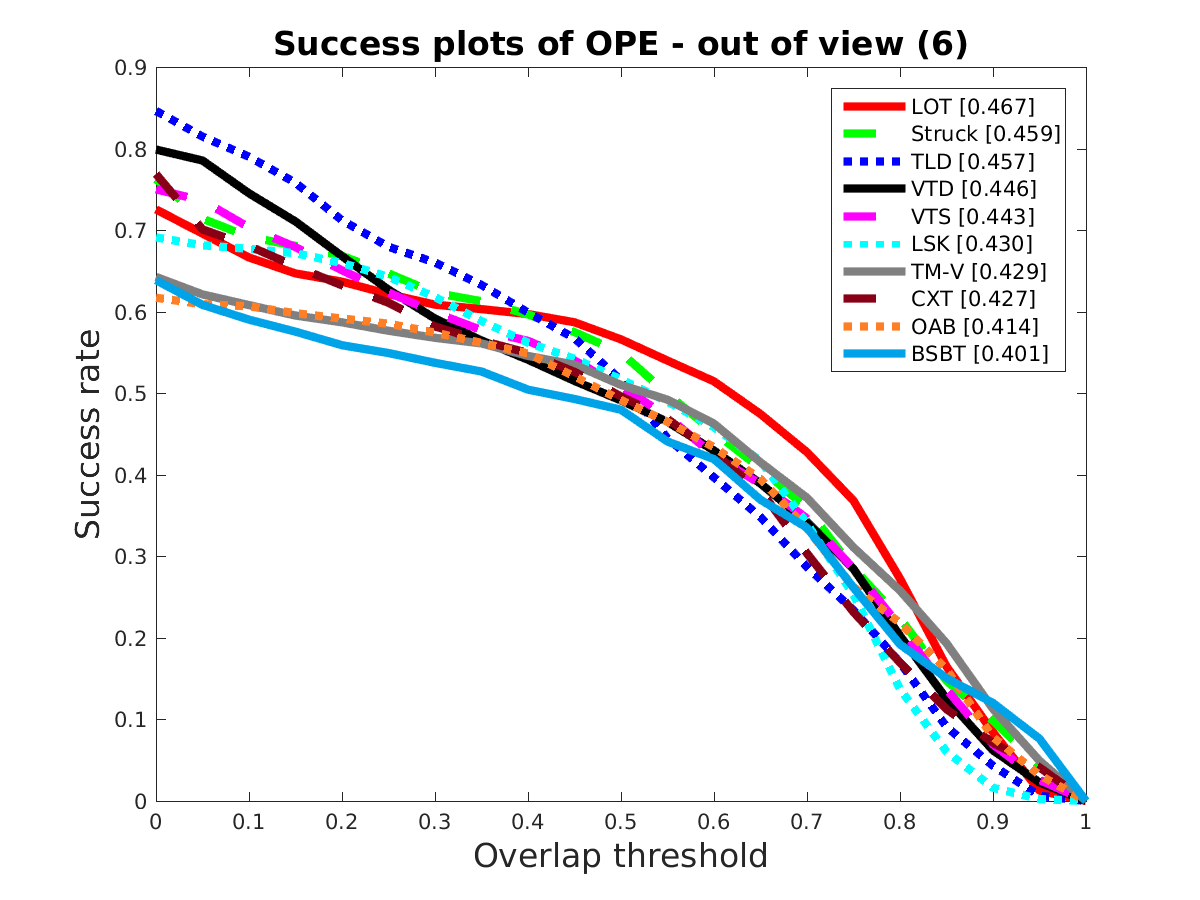 Success plots of OPE - out of view (6)
0.9
0.8
0.7
0.6
0.5
0.4
0.3
0.2
0.1
0
Success rate
LOT [0.467]
Struck [0.459]
TLD [0.457]
VTD [0.446]
VTS [0.443]
LSK [0.430]
TM-V [0.429]
CXT [0.427]
OAB [0.414]
BSBT [0.401]
0 0.1 0.2 0.3 0.4 0.5 0.6 0.7 0.8 0.9 1
Overlap threshold